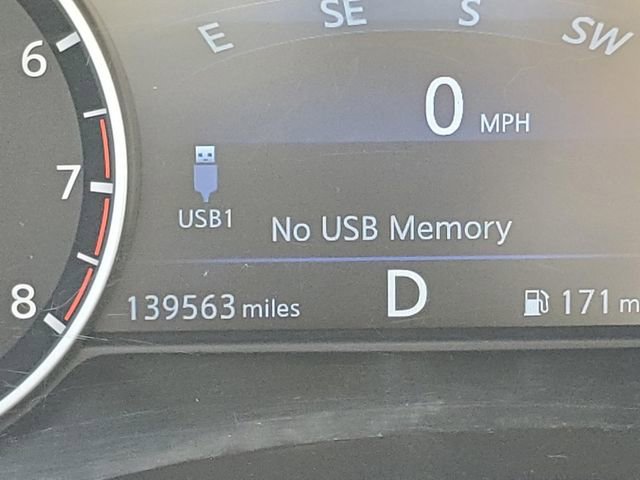 E SE S SW
6
0 MPH
7
USB1
No USB Memory
8
139563 miles
D
171 m